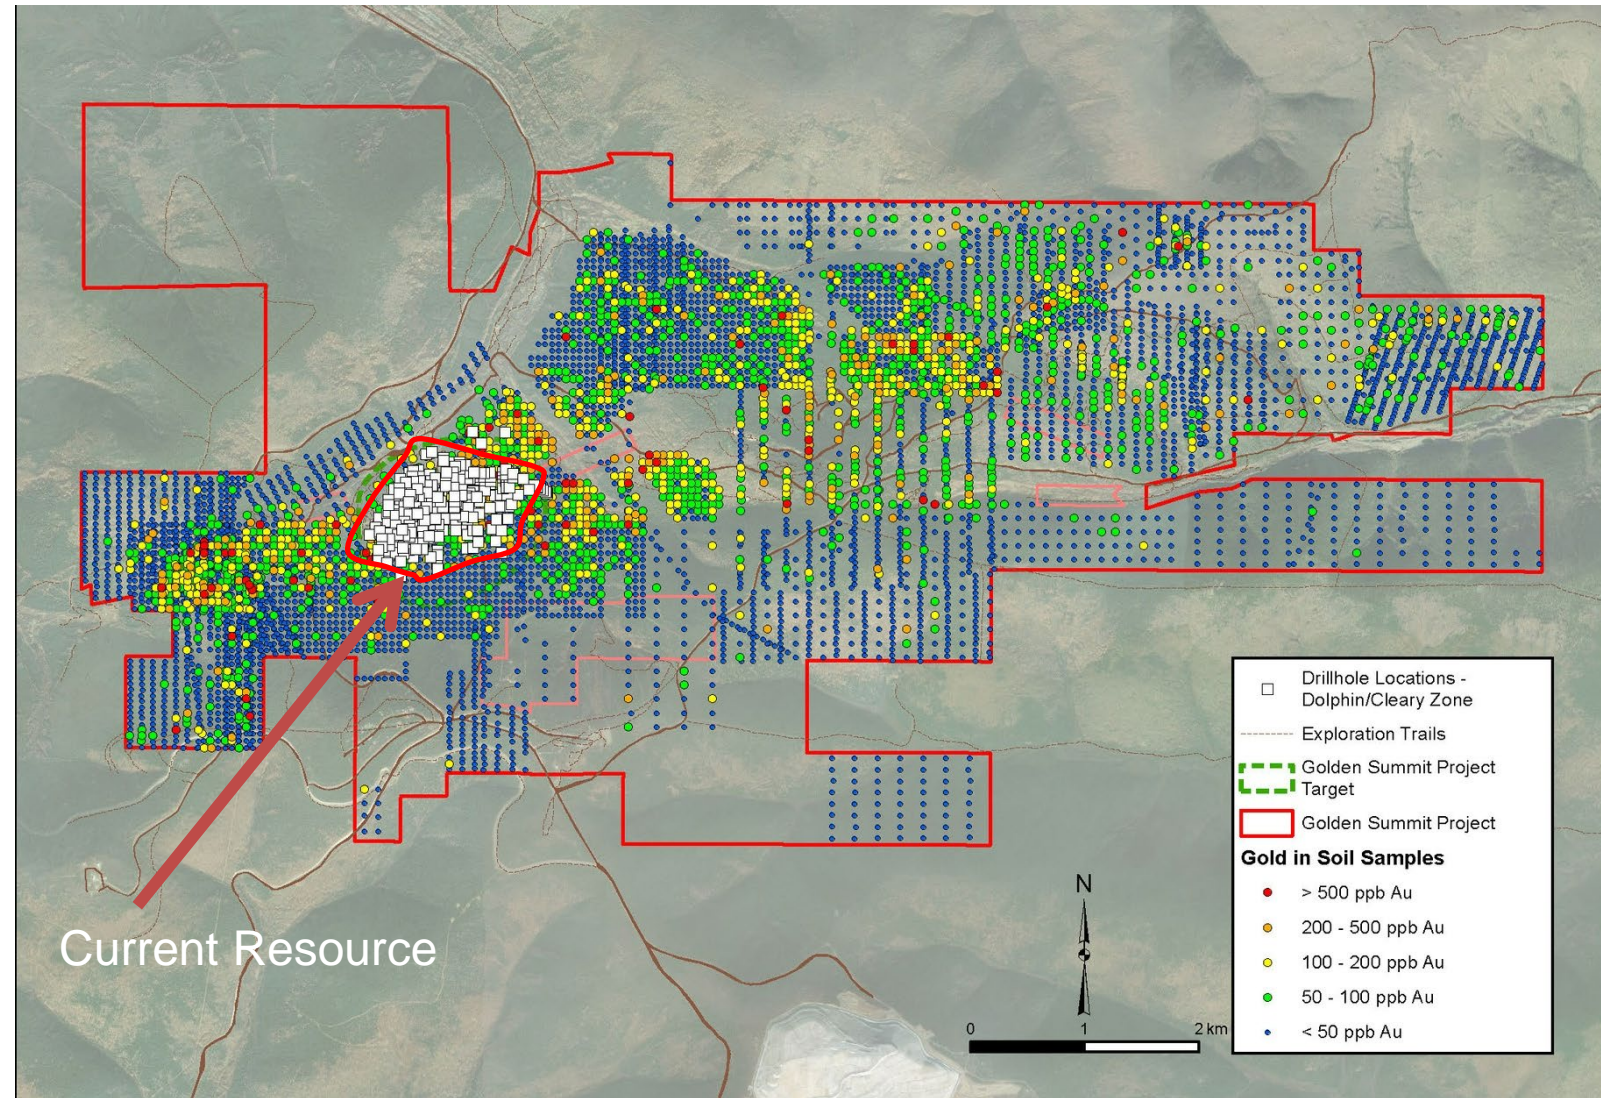 Drillhole Locations -
Dolphin/Cleary Zone
Exploration Trails
Golden Summit Project
Target
Golden Summit Project
Gold in Soil Samples
> 500 ppb Au
200 - 500 ppb Au
100 - 200 ppb Au
50 - 100 ppb Au
< 50 ppb Au
N
0 1 2 km
Current Resource